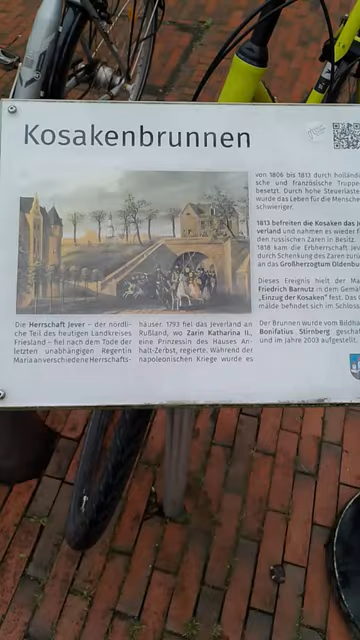 Kosakenbrunnen
Die Herrschaft Jever – der nördli-
che Teil des heutigen Landkreises
Friesland – fiel nach dem Tode der
letzten unabhängigen Regentin
Maria an verschiedene Herrschafts-
häuser. 1793 fiel das Jeverland an
Rußland, wo Zarin Katharina II.,
eine Prinzessin des Hauses An-
halt-Zerbst, regierte. Während der
napoleonischen Kriege wurde es
von 1806 bis 1813 durch holländi
sche und französische Truppe
besetzt. Durch hohe Steuerlaste
wurde das Leben für die Mensche
schwieriger.
1813 befreiten die Kosaken das J
verland und nahmen es wieder f
den russischen Zaren in Besitz.
1818 kam die Erbherrschaft Jev
durch Schenkung des Zaren zurü
an das Großherzogtum Oldenbu
Dieses Ereignis hielt der Ma
Friedrich Barnutz in dem Gemäl
„Einzug der Kosaken" fest. Das
mälde befindet sich im Schloss
Der Brunnen wurde vom Bildha
Bonifatius Stirnberg geschaf
und im Jahre 2003 aufgestellt.